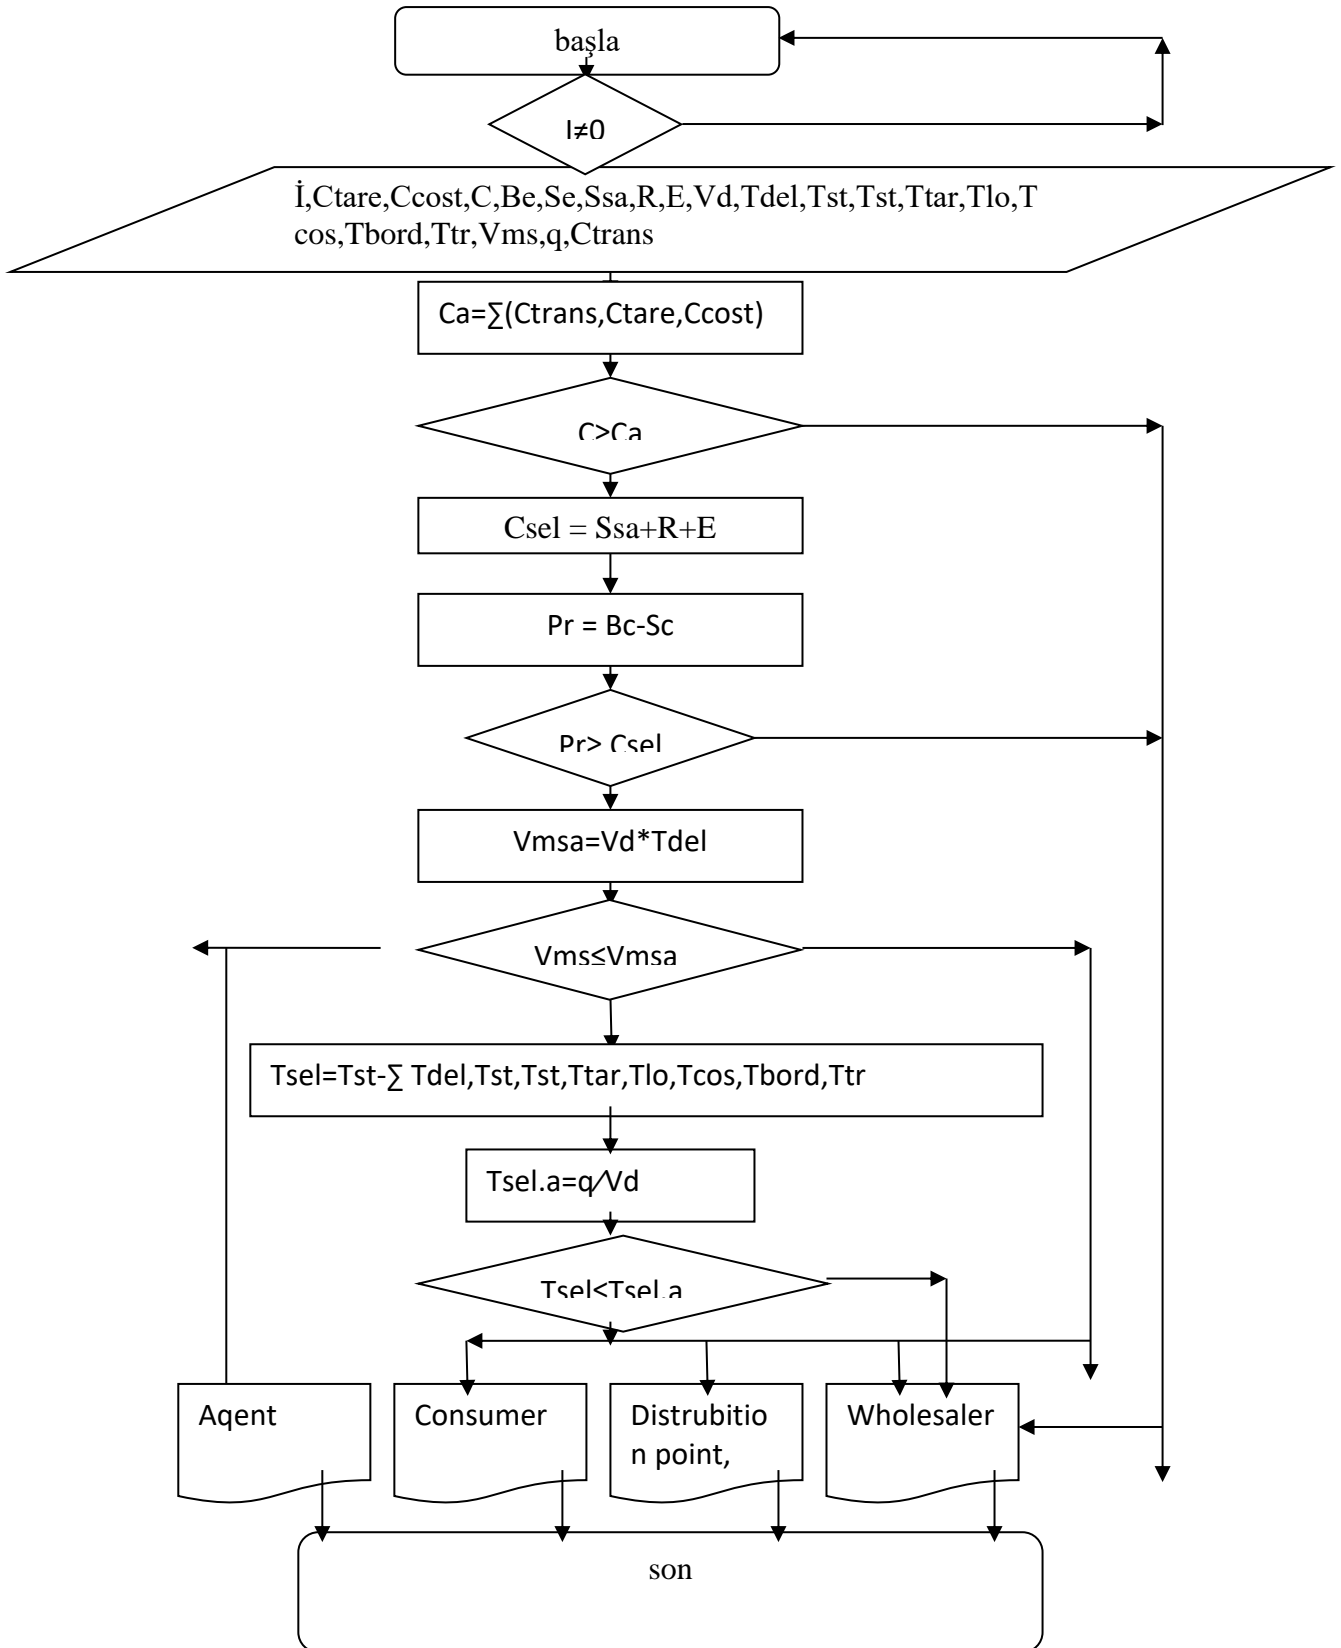 başla
I≠0
İ,Ctare,Ccost,C,Be,Se,Ssa,R,E,Vd,Tdel,Tst,Tst,Ttar,Tlo,T
cos,Tbord,Ttr,Vms,q,Ctrans
Ca=∑(Ctrans,Ctare,Ccost)
C>Ca
Csel = Ssa+R+E
Pr = Bc-Sc
Pr> Csel
Vmsa=Vd*Tdel
Vms≤Vmsa
Tsel=Tst-∑ Tdel,Tst,Tst,Ttar,Tlo,Tcos,Tbord,Ttr
Tsel.a=q/Vd
Tsel<Tsel.a
Aqent
Consumer
Distrubitio
n point,
Wholesaler
son